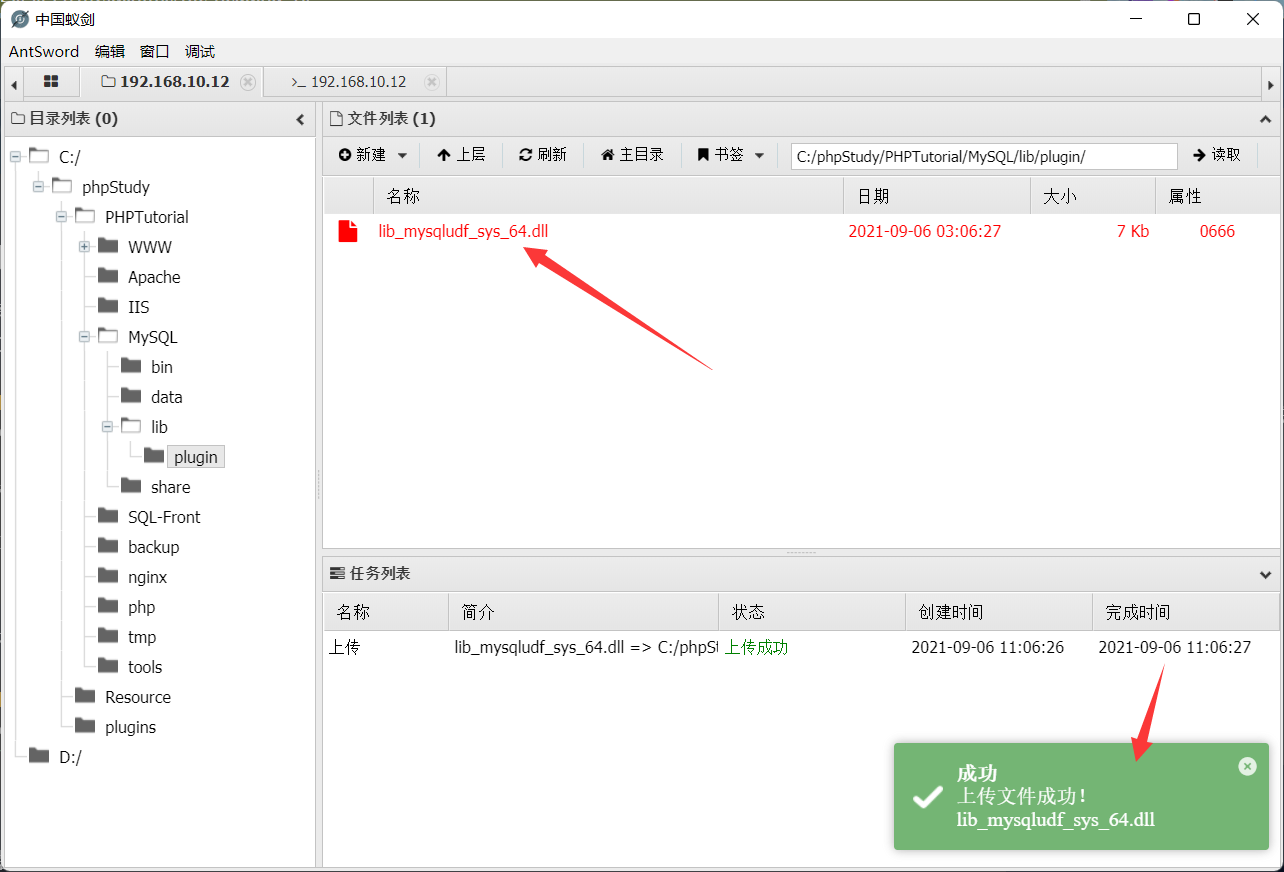 中国蚁剑
AntSword 编辑 窗口 调试
192.168.10.12 >_ 192.168.10.12
目录列表 (0)
C:/
phpStudy
PHPTutorial
WWW
Apache
IIS
MySQL
bin
data
lib
plugin
share
SQL-Front
backup
nginx
php
tmp
tools
Resource
plugins
D:/
文件列表 (1)
新建 上层 刷新 主目录 书签 C:/phpStudy/PHPTutorial/MySQL/lib/plugin/ 读取
名称 日期 大小 属性
lib_mysqludf_sys_64.dll 2021-09-06 03:06:27 7 Kb 0666
任务列表
名称 简介 状态 创建时间 完成时间
上传 lib_mysqludf_sys_64.dll => C:/phpSt 上传成功 2021-09-06 11:06:26 2021-09-06 11:06:27
成功
上传文件成功！
lib_mysqludf_sys_64.dll